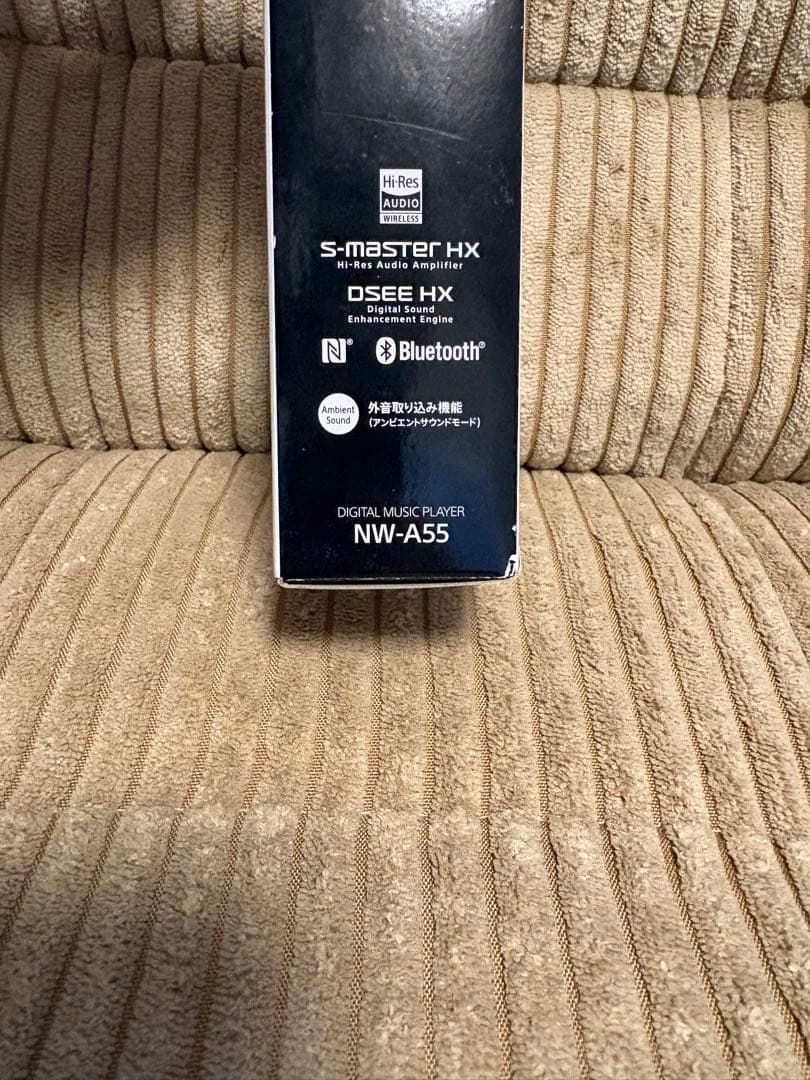 Hi-Res
AUDIO
WIRELESS
S-MASTER HX
Hi-Res Audio Amplifier
DSEE HX
Digital Sound
Enhancement Engine
N® Bluetooth®
Ambient
Sound
外音取り込み機能
(アンビエントサウンドモード)
DIGITAL MUSIC PLAYER
NW-A55